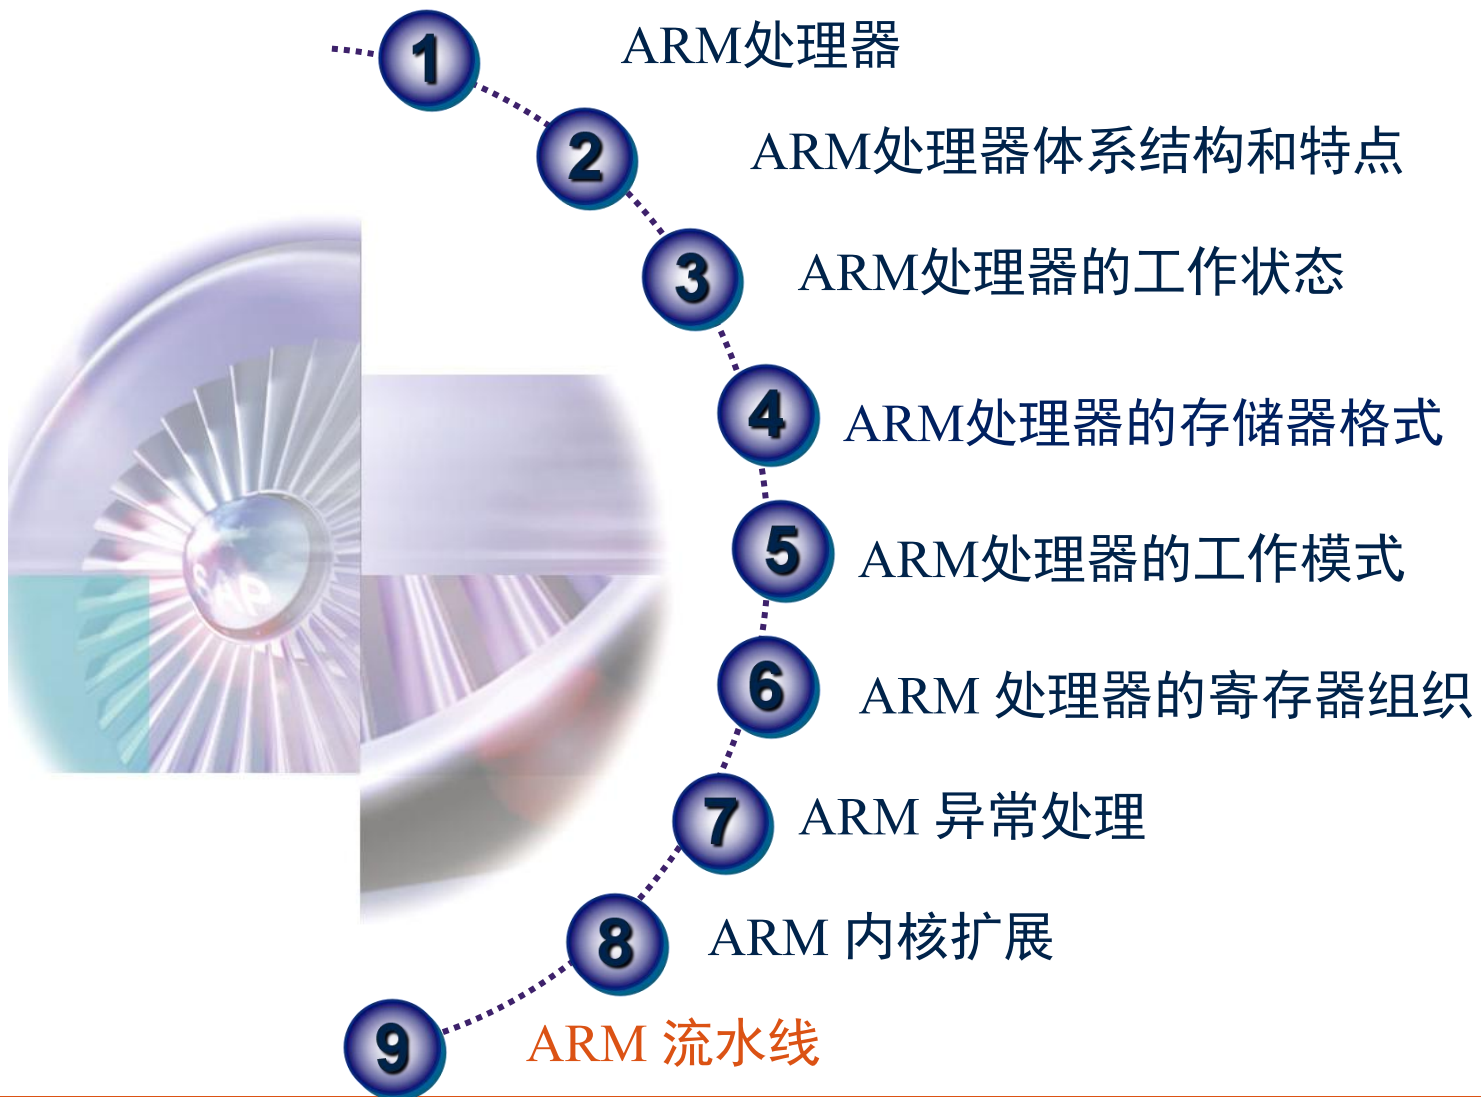 1 ARM处理器
2 ARM处理器体系结构和特点
3 ARM处理器的工作状态
4 ARM处理器的存储器格式
5 ARM处理器的工作模式
SAP
6 ARM 处理器的寄存器组织
7 ARM 异常处理
8 ARM 内核扩展
9 ARM 流水线